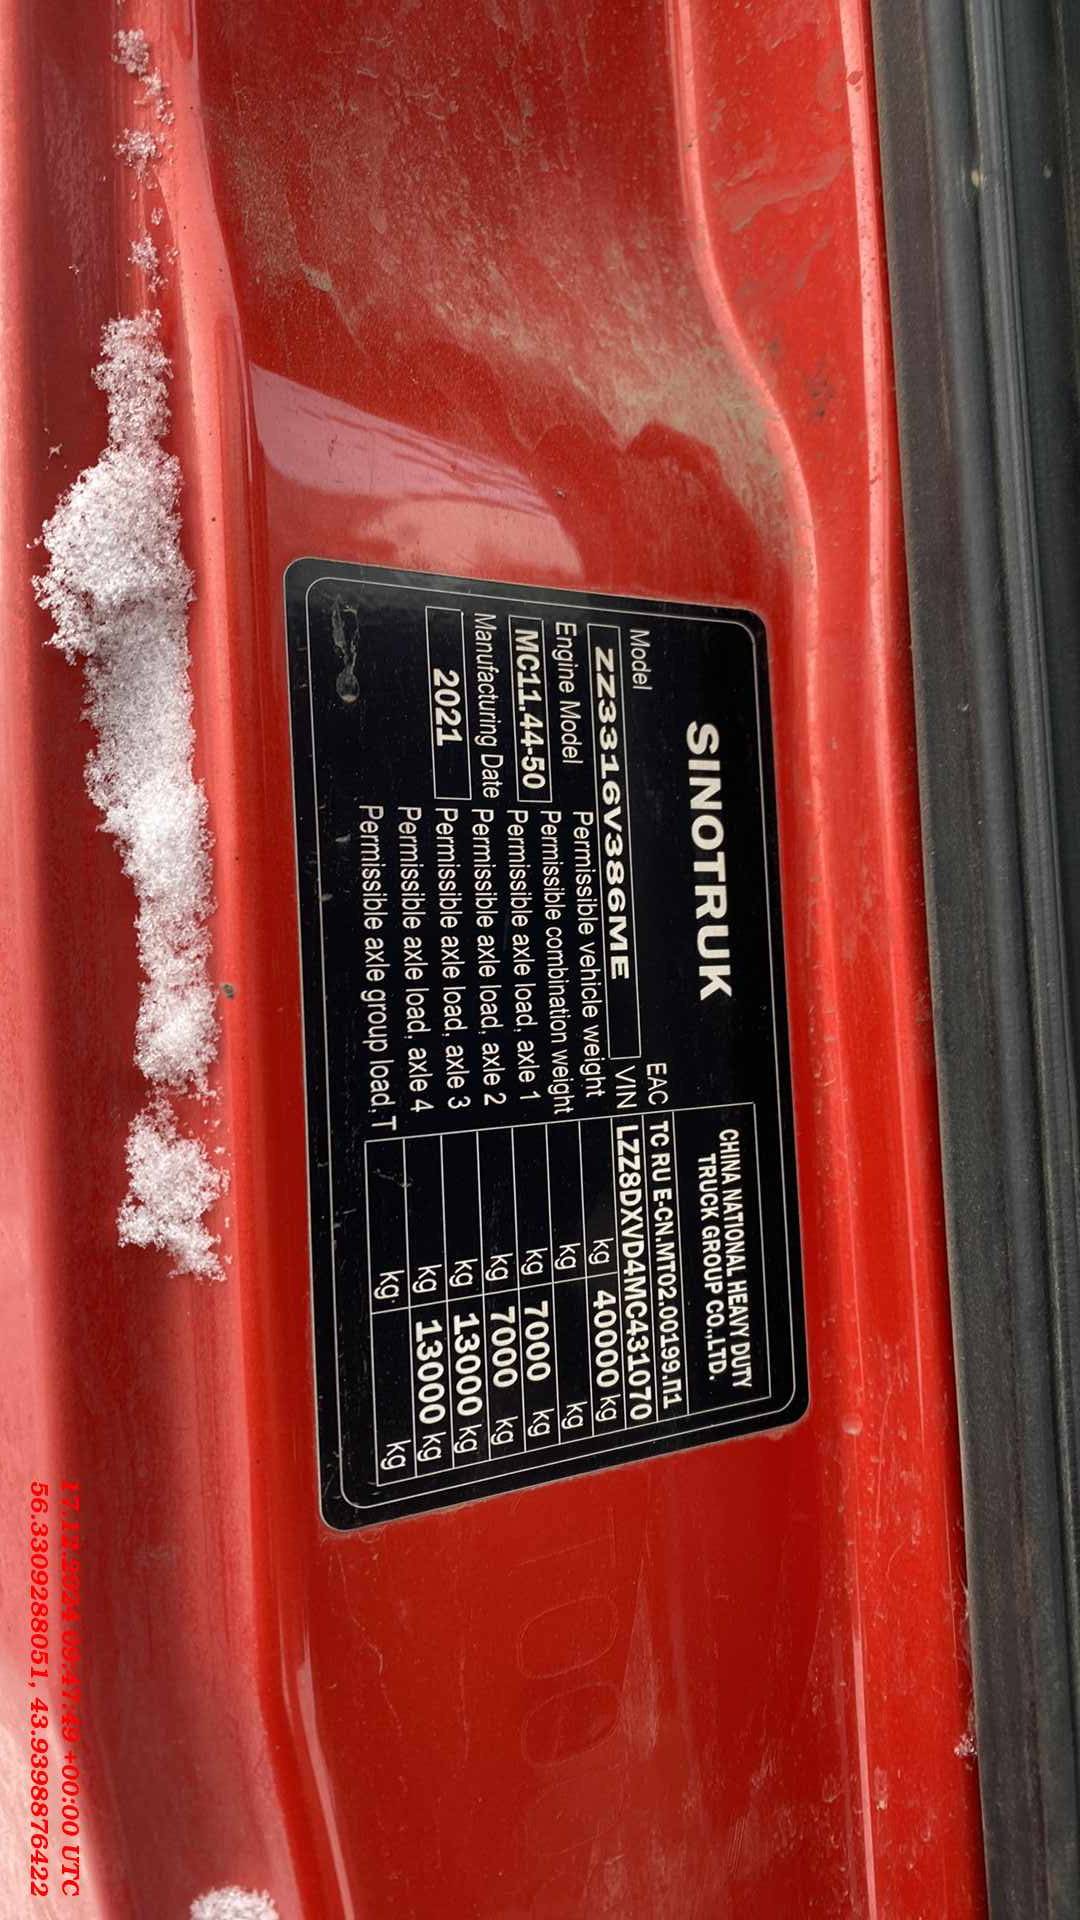 SINOTRUK
CHINA NATIONAL HEAVY DUTY
TRUCK GROUP CO.,LTD.
Model
EAC TC RU E-CN.MT02.00199.П1
ZZ3316V386ME VIN LZZ8DXVD4MC431070
Engine Model
MC11.44-50
Manufacturing Date
2021
Permissible vehicle weight kg 40000 kg
Permissible combination weight kg kg
Permissible axle load, axle 1 kg 7000 kg
Permissible axle load, axle 2 kg 7000 kg
Permissible axle load, axle 3 kg 13000 kg
Permissible axle load, axle 4 kg 13000 kg
Permissible axle group load,T kg kg
17.12.2024 09:47:49 +00:00 UTC
56.3309288051, 43.9398876422